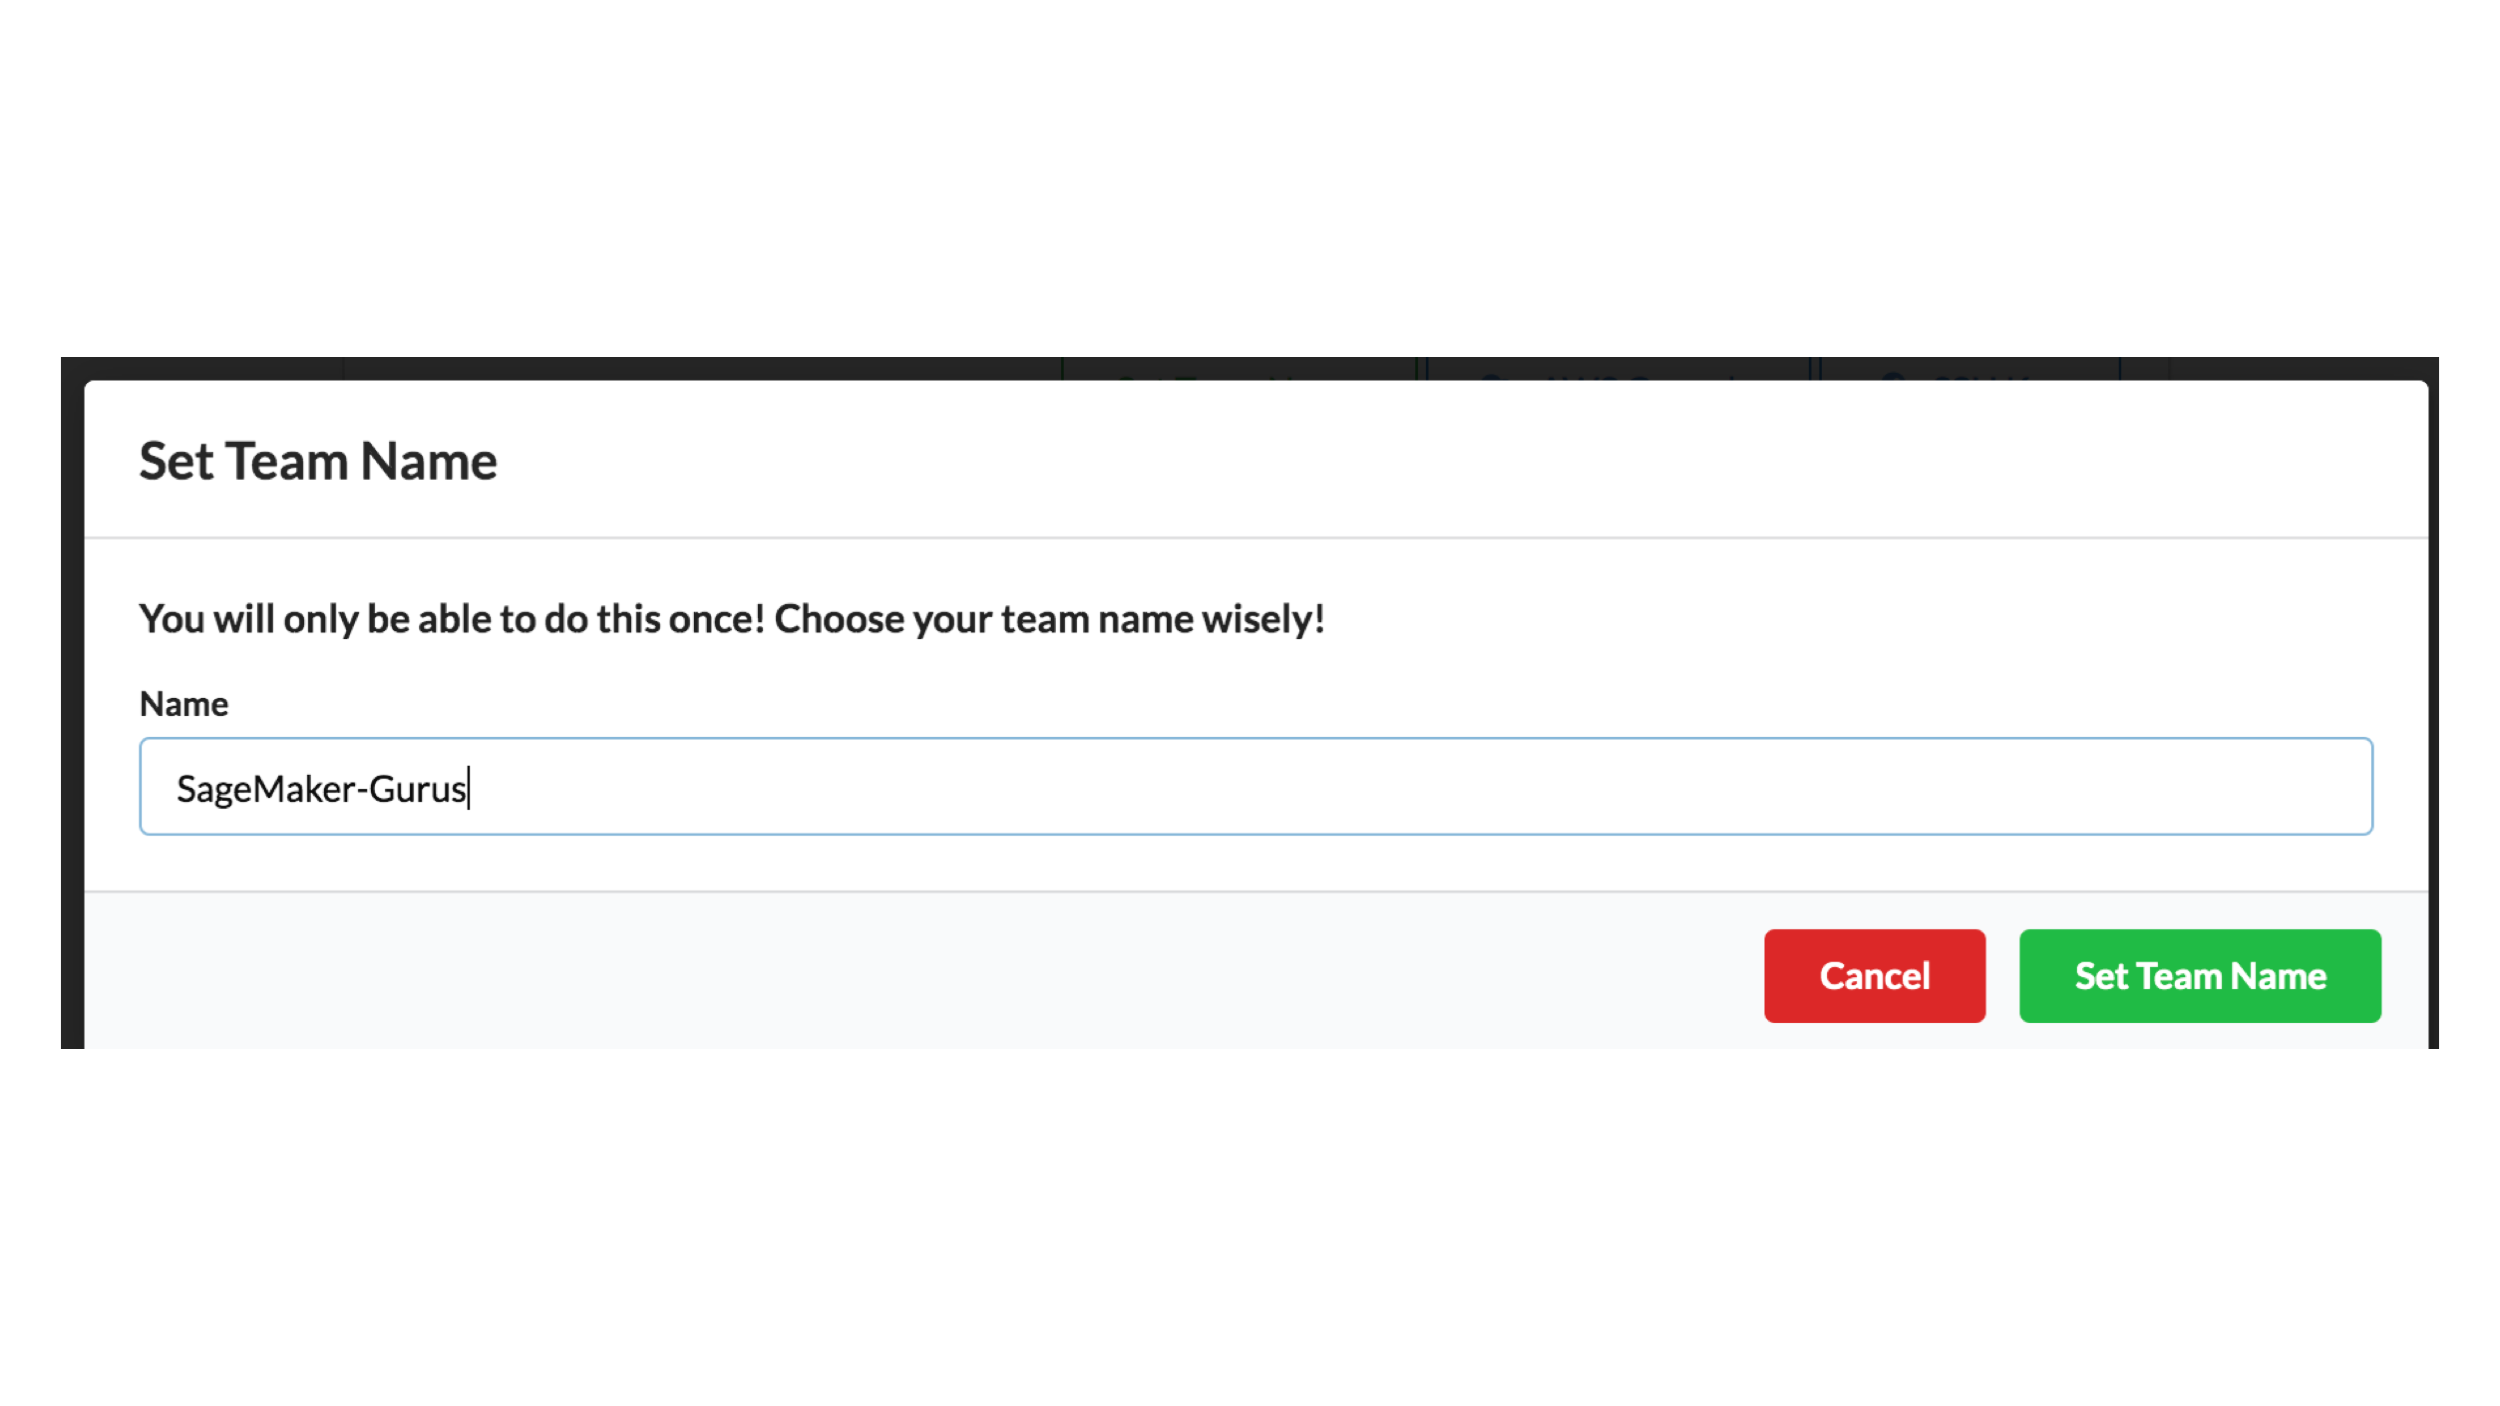 Set Team Name
You will only be able to do this once! Choose your team name wisely!
Name
SageMaker-Gurus
Cancel
Set Team Name